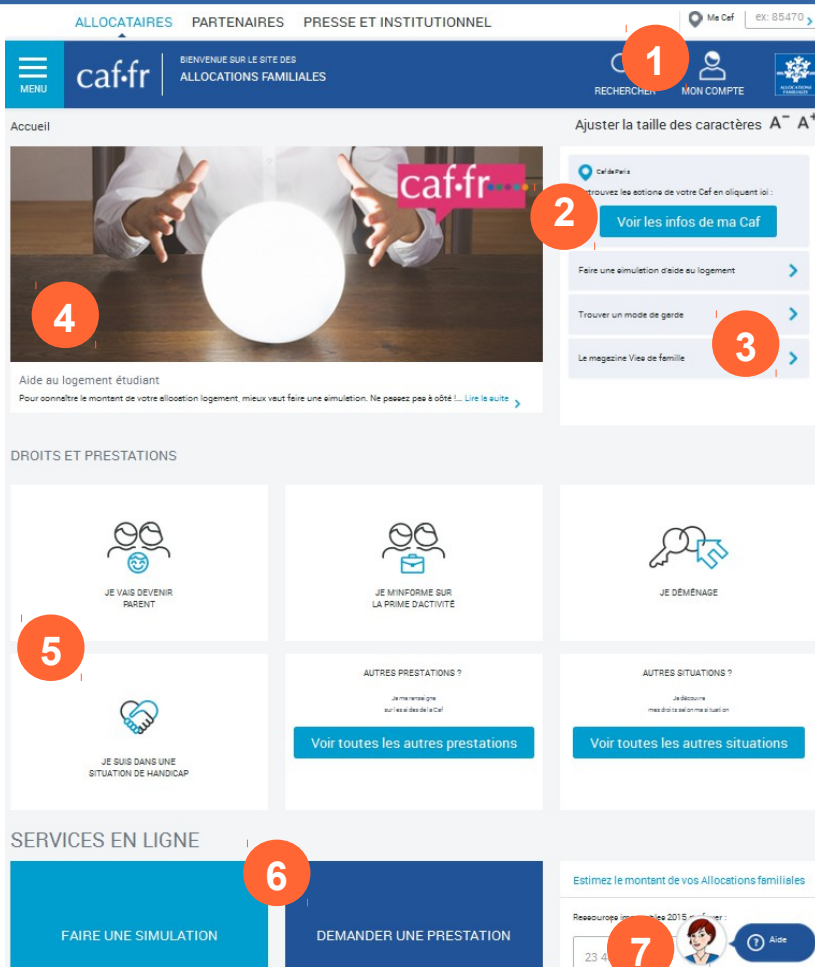 ALLOCATAIRES PARTENAIRES PRESSE ET INSTITUTIONNEL
Ma Caf ex: 85470
MENU
caf.fr
BIENVENUE SUR LE SITE DES
ALLOCATIONS FAMILIALES
RECHERCHER
1
MON COMPTE
ALLOCATIONS
FAMILIALES
Accueil
Ajuster la taille des caractères A- A+
caf.fr
4
Aide au logement étudiant
Pour connaître le montant de votre allocation logement, mieux vaut faire une simulation. Ne passez pas à côté !... Lire la suite
Caf de Paris
les actions de votre Caf en cliquant ici :
2
Voir les infos de ma Caf
Faire une simulation d'aide au logement
Trouver un mode de garde
3
Le magazine Vies de famille
DROITS ET PRESTATIONS
JE VAIS DEVENIR
PARENT
JE M'INFORME SUR
LA PRIME D'ACTIVITÉ
JE DÉMÉNAGE
5
JE SUIS DANS UNE
SITUATION DE HANDICAP
AUTRES PRESTATIONS ?
Je me renseigne
sur les aides de la Caf
Voir toutes les autres prestations
AUTRES SITUATIONS ?
Je découvre
mes droits selon ma situation
Voir toutes les autres situations
SERVICES EN LIGNE
6
FAIRE UNE SIMULATION
DEMANDER UNE PRESTATION
Estimez le montant de vos Allocations familiales
2015
23
7
? Aide